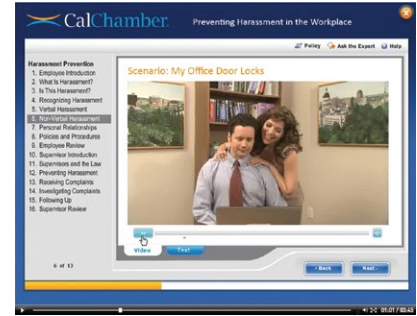 CalChamber.
Preventing Harassment in the Workplace
Policy Ask the Expert Help
Harassment Prevention
1. Employee Introduction
2. What Is Harassment?
3. Is This Harassment?
4. Recognizing Harassment
5. Verbal Harassment
6. Non-Verbal Harassment
7. Personal Relationships
8. Policies and Procedures
9. Employee Review
10. Supervisor Introduction
11. Supervisors and the Law
12. Preventing Harassment
13. Receiving Complaints
14. Investigating Complaints
15. Following Up
16. Supervisor Review
Scenario: My Office Door Locks
Video Text
6 of 13
Back Next
01:01 / 03:45